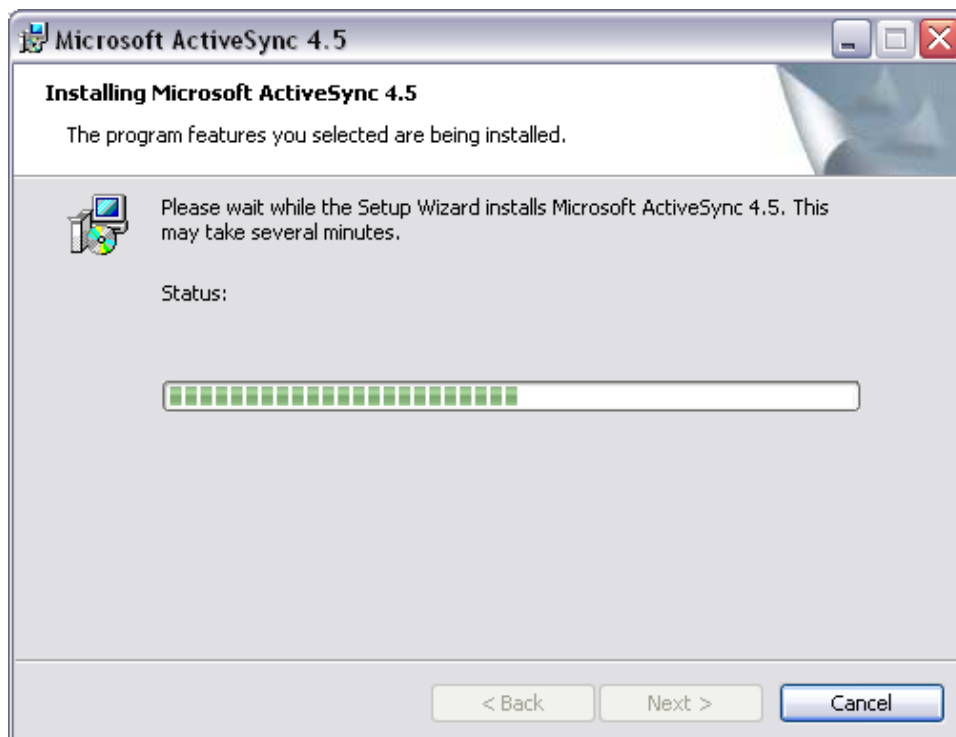 Microsoft ActiveSync 4.5
Installing Microsoft ActiveSync 4.5
The program features you selected are being installed.
Please wait while the Setup Wizard installs Microsoft ActiveSync 4.5. This
may take several minutes.
Status:
< Back Next > Cancel